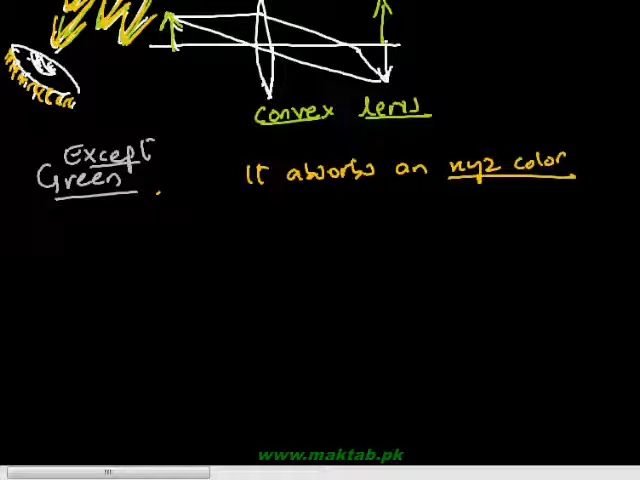 convex lens
Except
Green
It absorbs an xyz color
www.maktab.pk